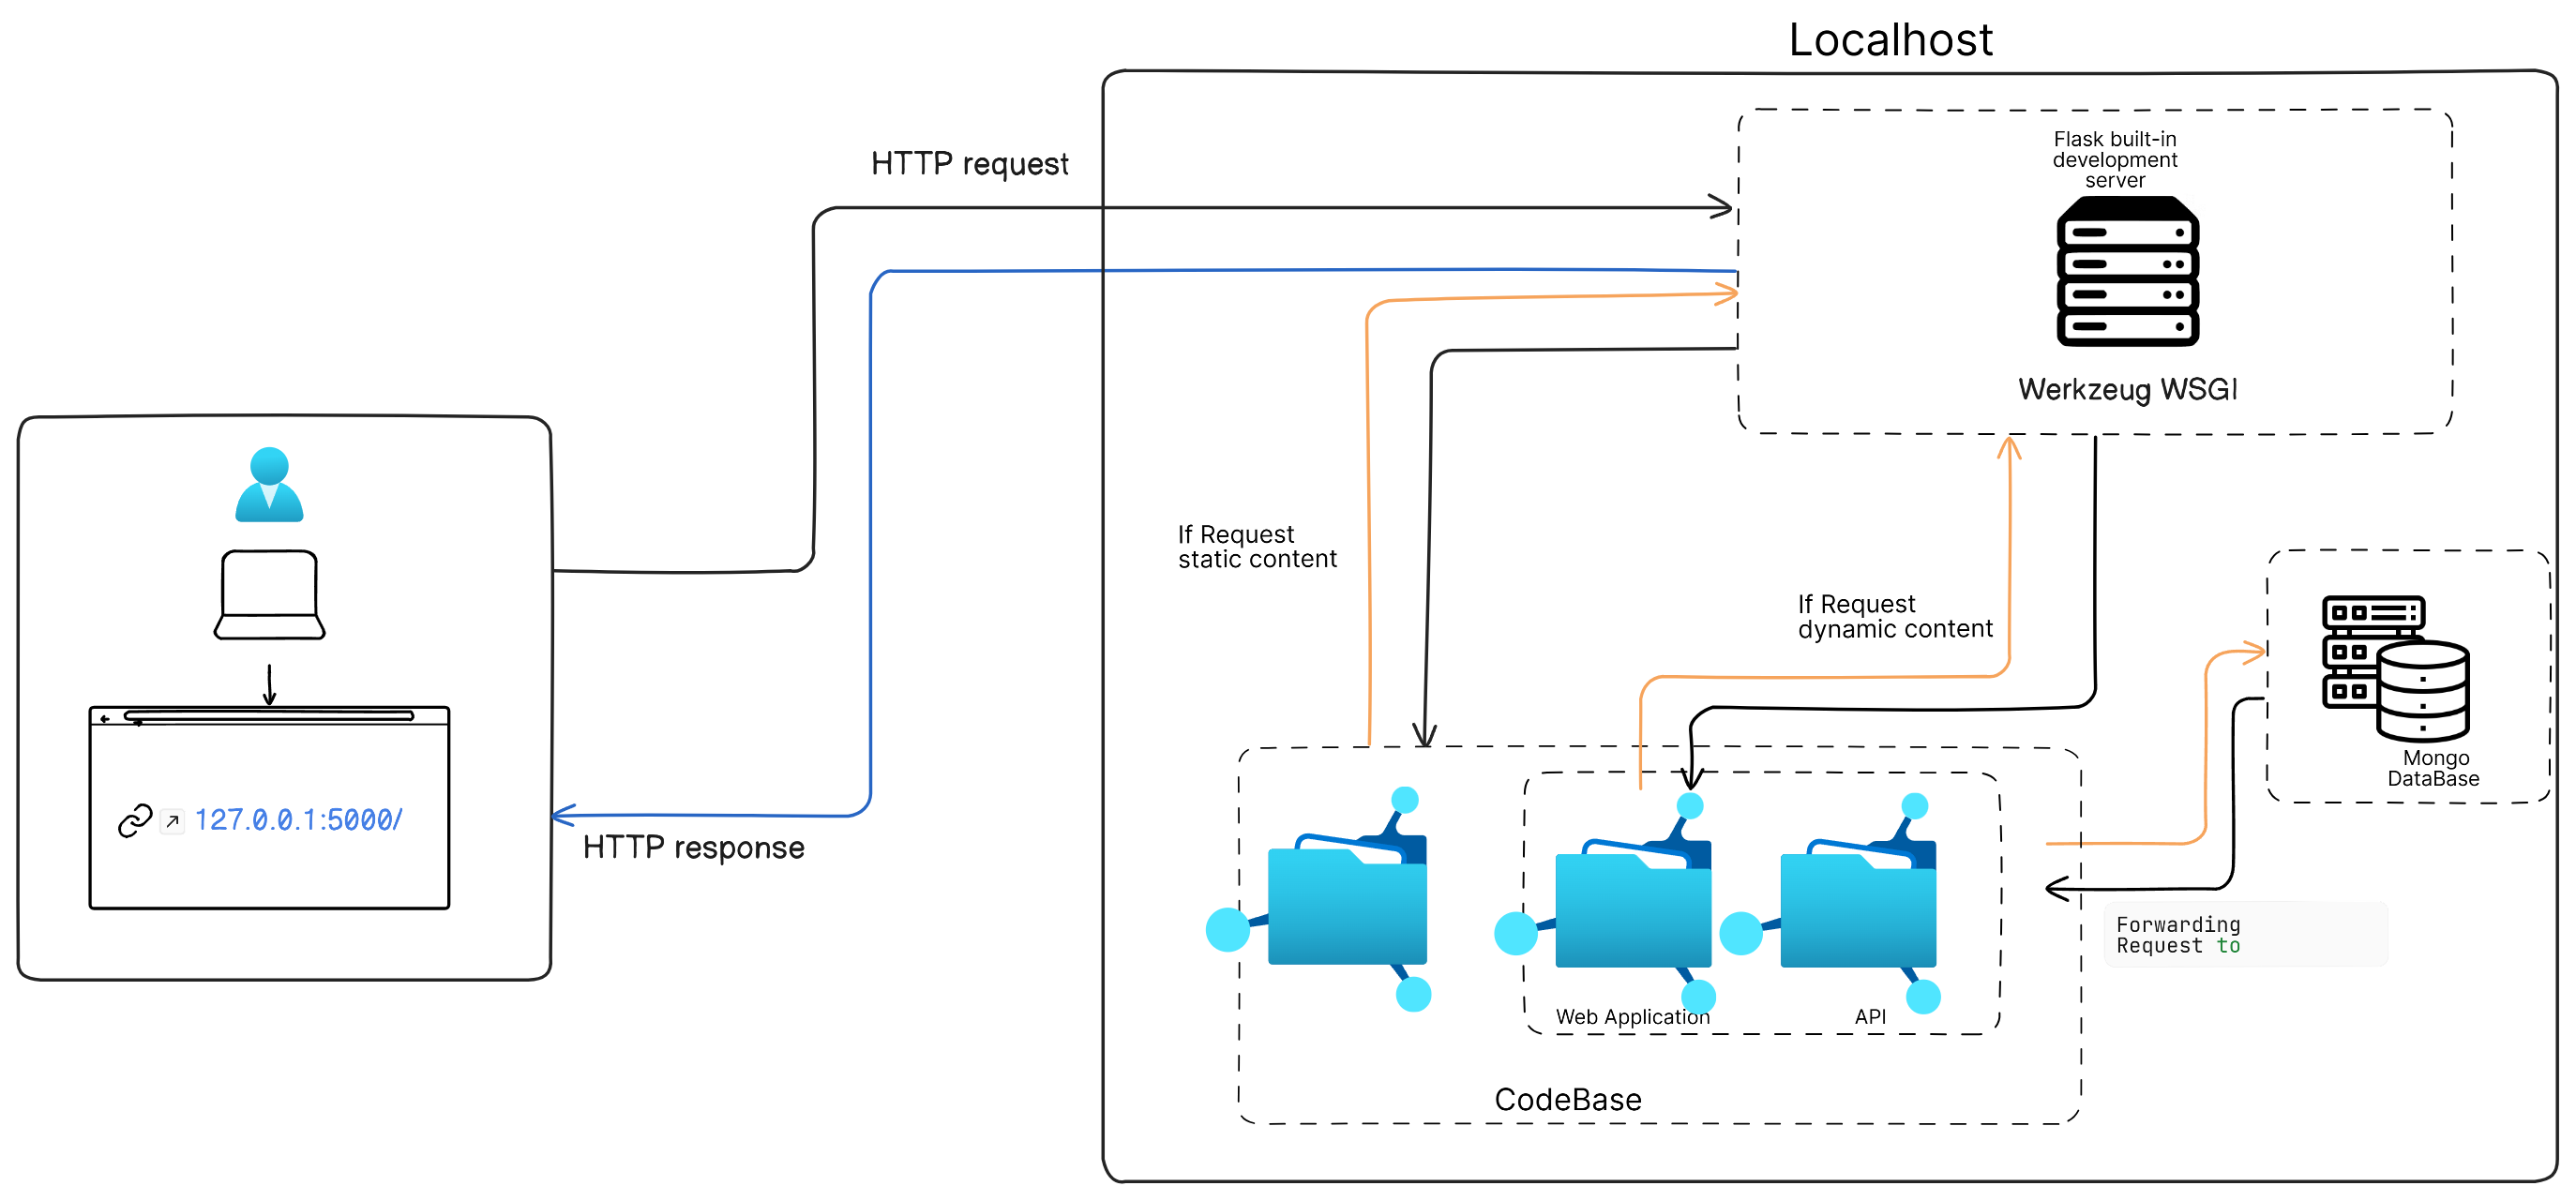 Localhost
Flask built-in
development
server
HTTP request
Werkzeug WSGI
If Request
static content
If Request
dynamic content
Mongo
DataBase
127.0.0.1:5000/
HTTP response
Forwarding
Request to
Web Application
API
CodeBase